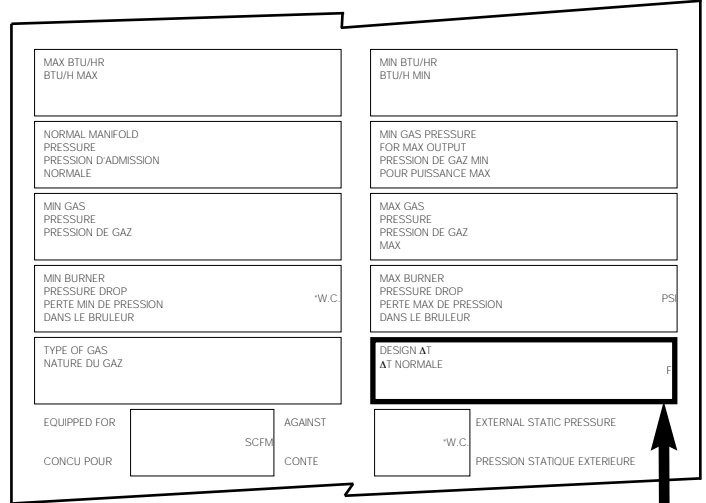 MAX BTU/HR
BTU/H MAX
MIN BTU/HR
BTU/H MIN
NORMAL MANIFOLD
PRESSURE
PRESSION D'ADMISSION
NORMALE
MIN GAS PRESSURE
FOR MAX OUTPUT
PRESSION DE GAZ MIN
POUR PUISSANCE MAX
MIN GAS
PRESSURE
PRESSION DE GAZ
MAX GAS
PRESSURE
PRESSION DE GAZ
MAX
MIN BURNER
PRESSURE DROP
PERTE MIN DE PRESSION
DANS LE BRULEUR
"W.C.
MAX BURNER
PRESSURE DROP
PERTE MAX DE PRESSION
DANS LE BRULEUR
PSI
TYPE OF GAS
NATURE DU GAZ
DESIGN ΔT
ΔT NORMALE
F
EQUIPPED FOR
CONCU POUR
SCFM
AGAINST
CONTE
"W.C.
EXTERNAL STATIC PRESSURE
PRESSION STATIQUE EXTERIEURE